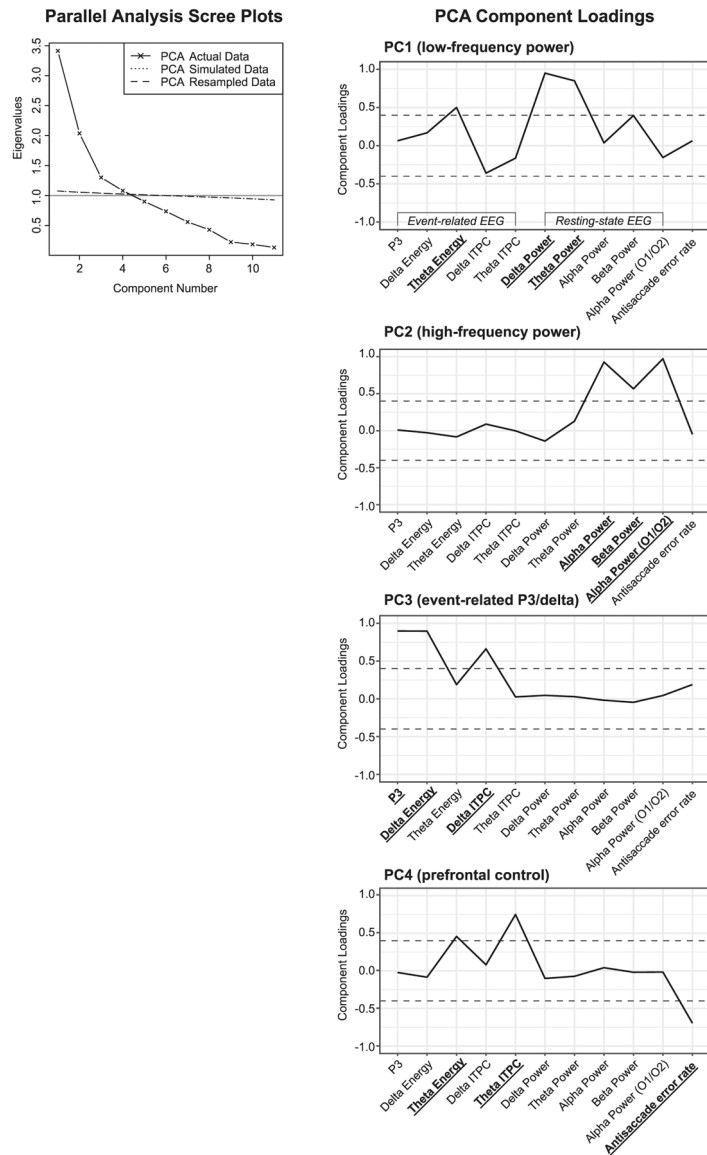 Parallel Analysis Scree Plots
PCA Component Loadings
3.5
3.0
2.0
1.0
0.5
Eigenvalues
PCA Actual Data
PCA Simulated Data
PCA Resampled Data
2
4
6
8
10
Component Number
PC1 (low-frequency power)
1.0
0.5
0.0
-0.5
-1.0
Component Loadings
Event-related EEG
Resting-state EEG
P3
Delta Energy
Theta Energy
Delta ITPC
Theta ITPC
Delta Power
Theta Power
Alpha Power
Beta Power
Alpha Power (O1/O2)
Antisaccade error rate
PC2 (high-frequency power)
1.0
0.5
0.0
-0.5
-1.0
Component Loadings
P3
Delta Energy
Theta Energy
Delta ITPC
Theta ITPC
Delta Power
Theta Power
Alpha Power
Beta Power
Alpha Power (O1/O2)
Antisaccade error rate
PC3 (event-related P3/delta)
1.0
0.5
0.0
-0.5
-1.0
Component Loadings
P3
Delta Energy
Theta Energy
Delta ITPC
Theta ITPC
Delta Power
Theta Power
Alpha Power
Beta Power
Alpha Power (O1/O2)
Antisaccade error rate
PC4 (prefrontal control)
1.0
0.5
0.0
-0.5
-1.0
Component Loadings
P3
Delta Energy
Theta Energy
Delta ITPC
Theta ITPC
Delta Power
Theta Power
Alpha Power
Beta Power
Alpha Power (O1/O2)
Antisaccade error rate